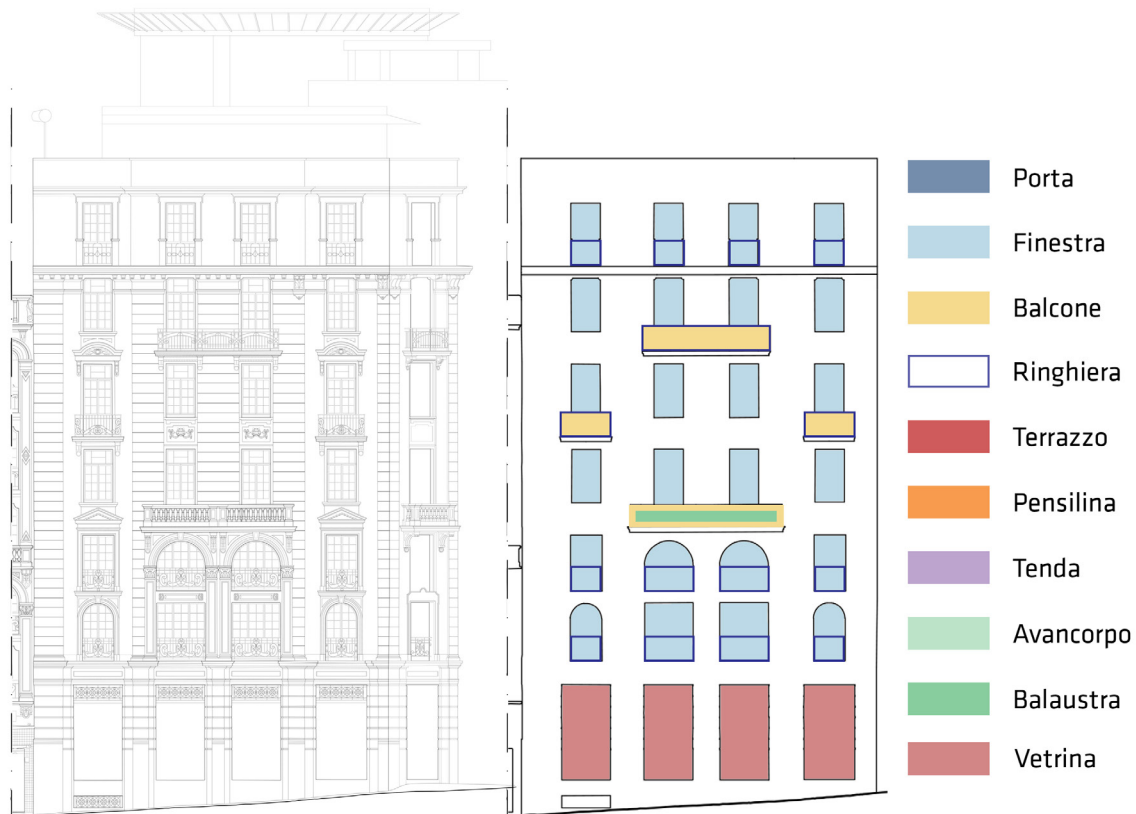 Porta
Finestra
Balcone
Ringhiera
Terrazzo
Pensilina
Tenda
Avancorpo
Balaustra
Vetrina